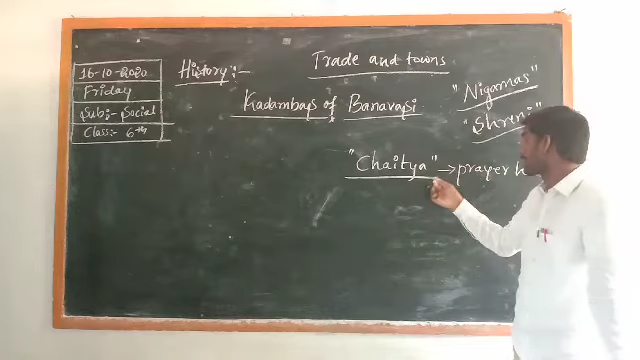 16-10-2020
Friday
Sub:- Social
Class:- 6th
History:-
Trade and towns
Kadambas of Banavasi
"Nigamas"
"Shreni"
"Chaitya" → prayer h